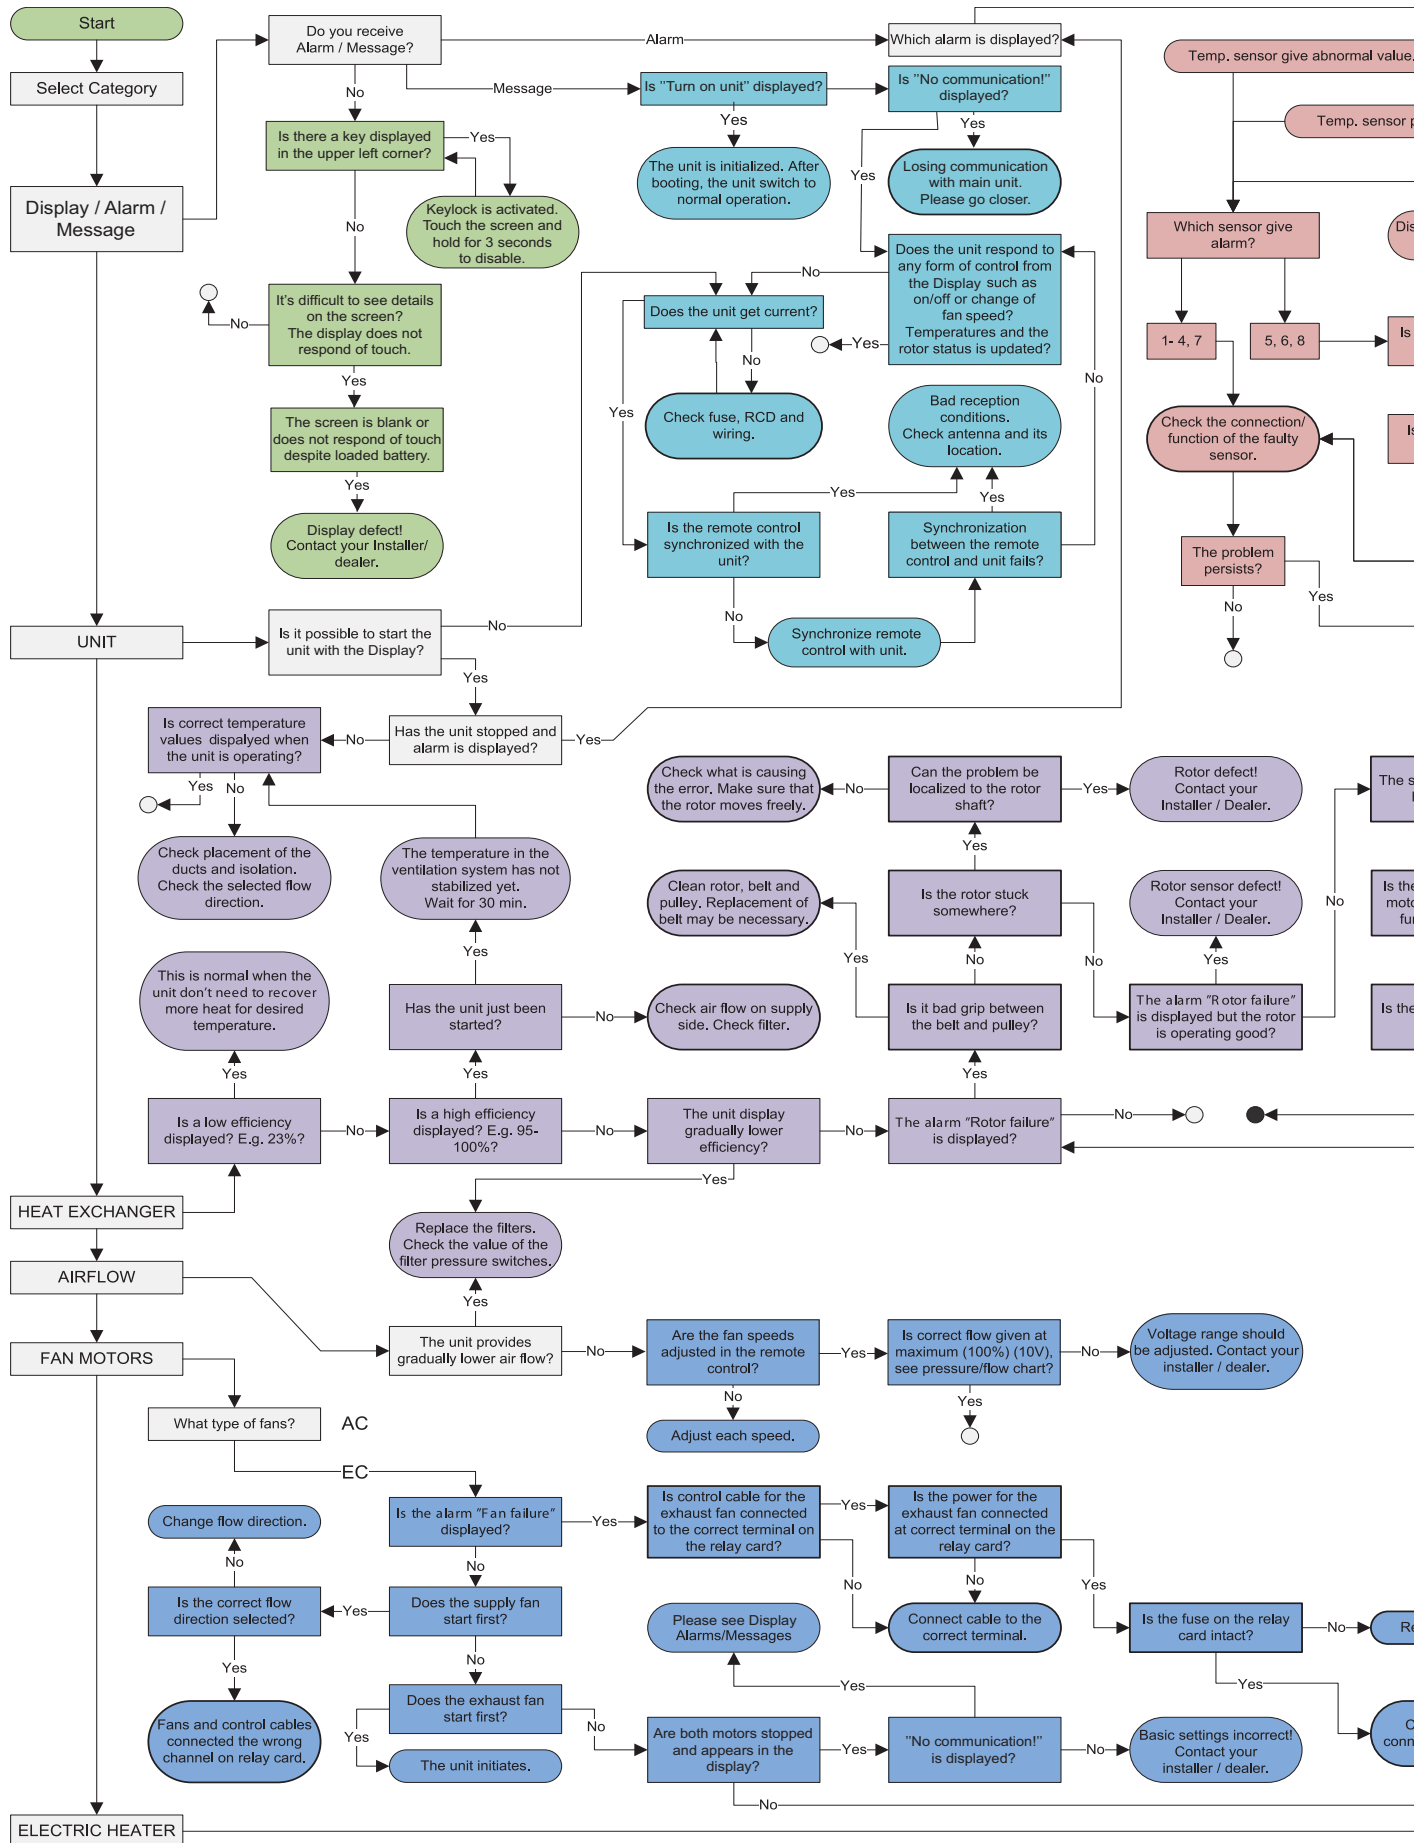 Start
Select Category
Display / Alarm /
Message
Do you receive
Alarm / Message?
Alarm
Which alarm is displayed?
Message
No
Is "Turn on unit" displayed?
Is "No communication!"
displayed?
Yes
Yes
The unit is initialized. After
booting, the unit switch to
normal operation.
Losing communication
with main unit.
Please go closer.
Yes
Is there a key displayed
in the upper left corner?
Yes
Keylock is activated.
Touch the screen and
hold for 3 seconds
to disable.
No
It's difficult to see details
on the screen?
The display does not
respond of touch.
No
Yes
The screen is blank or
does not respond of touch
despite loaded battery.
Yes
Display defect!
Contact your Installer/
dealer.
Does the unit respond to
any form of control from
the Display such as
on/off or change of
fan speed?
Temperatures and the
rotor status is updated?
No
Yes
Does the unit get current?
No
Yes
Check fuse, RCD and
wiring.
Bad reception
conditions.
Check antenna and its
location.
No
Yes
Yes
Is the remote control
synchronized with the
unit?
Synchronization
between the remote
control and unit fails?
No
Synchronize remote
control with unit.
Temp. sensor give abnormal value.
Temp. sensor p
Which sensor give
alarm?
Dis
1- 4, 7
5, 6, 8
Is
Check the connection/
function of the faulty
sensor.
Is
The problem
persists?
No
Yes
UNIT
Is it possible to start the
unit with the Display?
No
Yes
Has the unit stopped and
alarm is displayed?
Yes
No
Is correct temperature
values dispalyed when
the unit is operating?
Yes
No
Check placement of the
ducts and isolation.
Check the selected flow
direction.
The temperature in the
ventilation system has not
stabilized yet.
Wait for 30 min.
Yes
Check what is causing
the error. Make sure that
the rotor moves freely.
No
Can the problem be
localized to the rotor
shaft?
Yes
Rotor defect!
Contact your
Installer / Dealer.
The s
Yes
Clean rotor, belt and
pulley. Replacement of
belt may be necessary.
Is the rotor stuck
somewhere?
Rotor sensor defect!
Contact your
Installer / Dealer.
No
Is the
moto
fur
Yes
No
No
Yes
This is normal when the
unit don't need to recover
more heat for desired
temperature.
Yes
Has the unit just been
started?
No
Check air flow on supply
side. Check filter.
Is it bad grip between
the belt and pulley?
The alarm "Rotor failure"
is displayed but the rotor
is operating good?
Is the
Yes
Yes
Is a low efficiency
displayed? E.g. 23%?
No
Is a high efficiency
displayed? E.g. 95-
100%?
No
The unit display
gradually lower
efficiency?
No
The alarm "Rotor failure"
is displayed?
No
Yes
HEAT EXCHANGER
Replace the filters.
Check the value of the
filter pressure switches.
Yes
AIRFLOW
The unit provides
gradually lower air flow?
No
Are the fan speeds
adjusted in the remote
control?
Yes
Is correct flow given at
maximum (100%) (10V),
see pressure/flow chart?
No
Voltage range should
be adjusted. Contact your
installer / dealer.
No
Yes
Adjust each speed.
FAN MOTORS
What type of fans?
AC
EC
Is the alarm "Fan failure"
displayed?
Yes
Is control cable for the
exhaust fan connected
to the correct terminal on
the relay card?
Yes
Is the power for the
exhaust fan connected
at correct terminal on the
relay card?
Yes
No
No
Connect cable to the
correct terminal.
Is the fuse on the relay
card intact?
No
Re
Yes
C
conn
Change flow direction.
No
Is the correct flow
direction selected?
Yes
No
Does the supply fan
start first?
Yes
Fans and control cables
connected the wrong
channel on relay card.
No
Does the exhaust fan
start first?
Yes
The unit initiates.
No
Please see Display
Alarms/Messages
Yes
Are both motors stopped
and appears in the
display?
Yes
"No communication!"
is displayed?
No
Basic settings incorrect!
Contact your
installer / dealer.
No
ELECTRIC HEATER